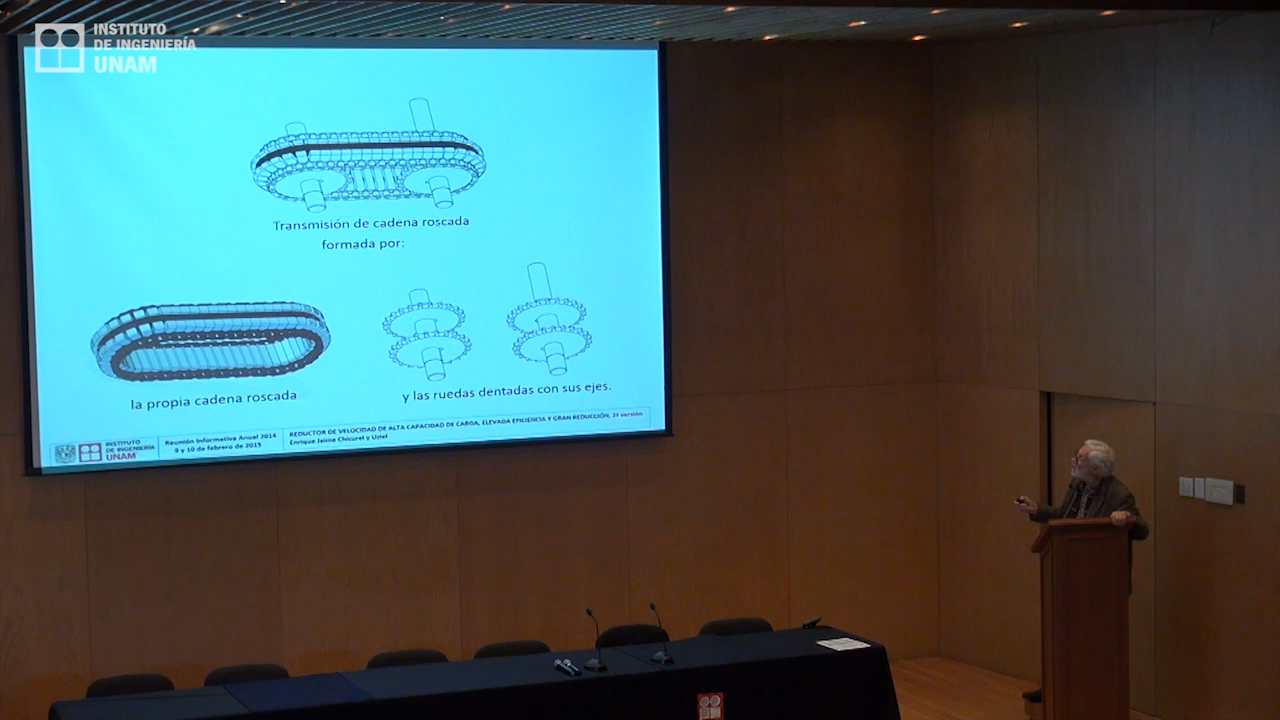 INSTITUTO
DE INGENIERÍA
UNAM
Transmisión de cadena roscada
formada por:
la propia cadena roscada
y las ruedas dentadas con sus ejes.
INSTITUTO
DE INGENIERÍA
UNAM
Reunión Informativa Anual 2014
9 y 10 de febrero de 2015
REDUCTOR DE VELOCIDAD DE ALTA CAPACIDAD DE CARGA, ELEVADA EFICIENCIA Y GRAN REDUCCIÓN, 2ª versión
Enrique Jaime Chicurel y Uziel